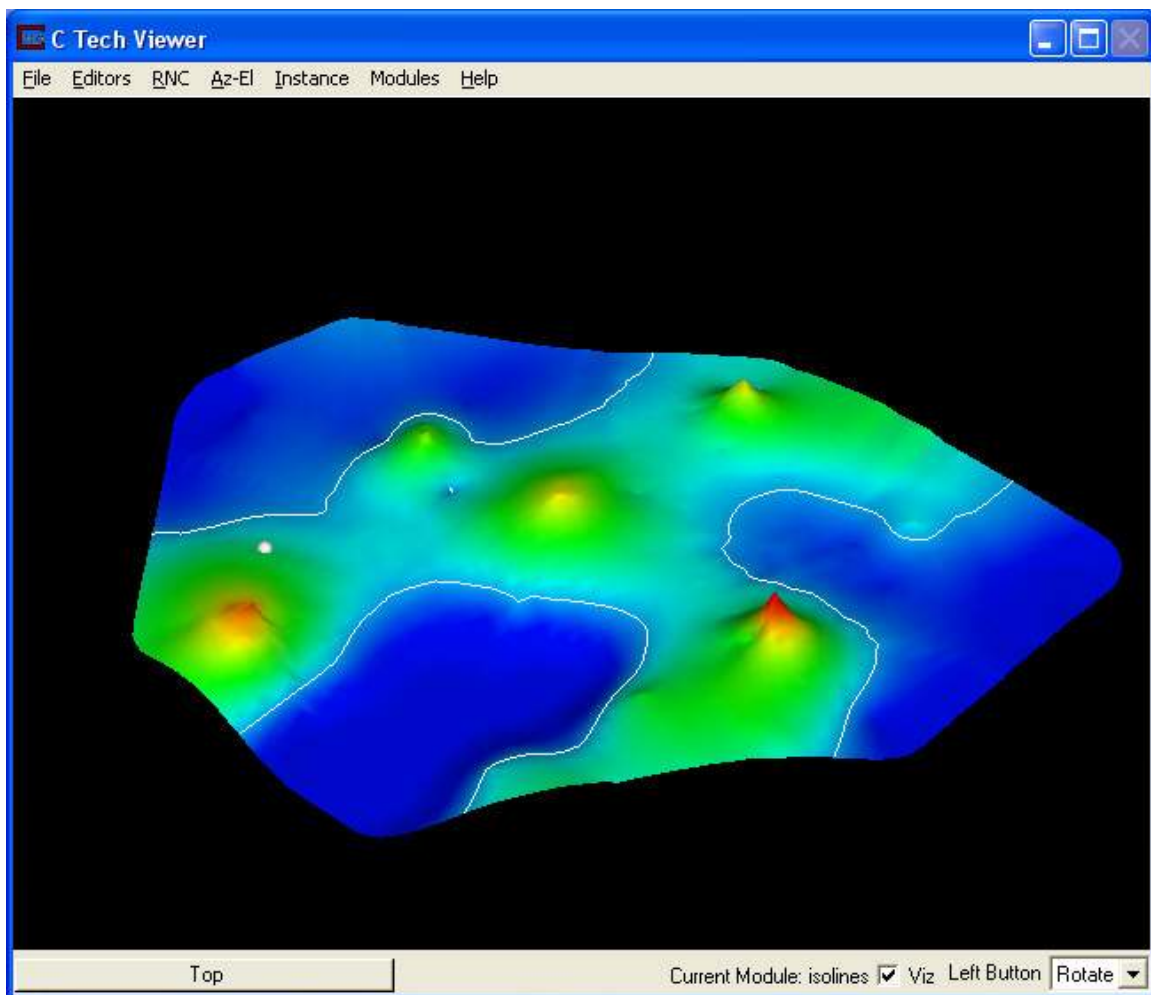 C Tech Viewer
File Editors RNC Az-El Instance Modules Help
Top Current Module: isolines Viz Left Button Rotate